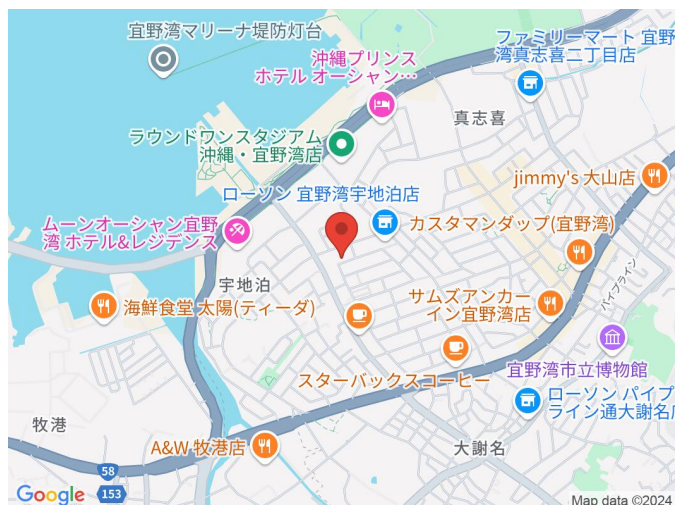 宜野湾マリーナ堤防灯台
沖縄プリンス
ホテル オーシャン…
ファミリーマート 宜野
湾真志喜二丁目店
真志喜
ラウンドワンスタジアム
沖縄・宜野湾店
jimmy's 大山店
ローソン 宜野湾宇地泊店
ムーンオーシャン宜野
湾 ホテル&レジデンス
カスタマンダップ(宜野湾)
宇地泊
海鮮食堂 太陽(ティーダ)
サムズアンカー
イン宜野湾店
パイプライン
宜野湾市立博物館
スターバックスコーヒー
ローソン パイプ
ライン通大謝名店
牧港
A&W 牧港店
大謝名
58
153
Google
Map data ©2024